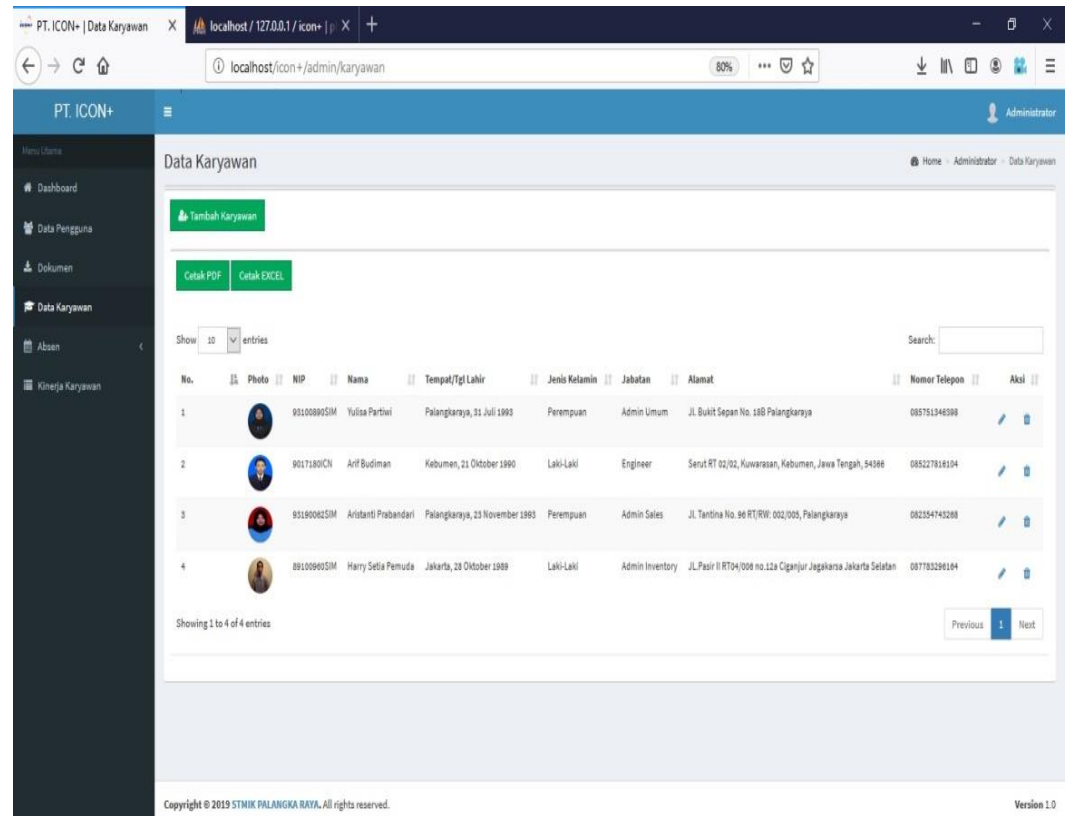 PT. ICON+ | Data Karyawan
localhost / 127.0.0.1 / icon+ | p
localhost/icon+/admin/karyawan
80%
PT. ICON+
Administrator
Menu Utama
Dashboard
Data Pengguna
Dokumen
Data Karyawan
Absen
Kinerja Karyawan
Data Karyawan
Home > Administrator > Data Karyawan
Tambah Karyawan
Cetak PDF Cetak EXCEL
Show 10 entries
Search:
No. Photo NIP Nama Tempat/Tgl Lahir Jenis Kelamin Jabatan Alamat Nomor Telepon Aksi
1 93100890SIM Yulisa Partiwi Palangkaraya, 31 Juli 1993 Perempuan Admin Umum Jl. Bukit Sepan No. 18B Palangkaraya 085751346398
2 9017180ICN Arif Budiman Kebumen, 21 Oktober 1990 Laki-Laki Engineer Serut RT 02/02, Kuwarasan, Kebumen, Jawa Tengah, 54366 085227816104
3 93190062SIM Aristanti Prabandari Palangkaraya, 23 November 1993 Perempuan Admin Sales Jl. Tantina No. 96 RT/RW: 002/005, Palangkaraya 082354743268
4 89100960SIM Harry Setia Pemuda Jakarta, 28 Oktober 1989 Laki-Laki Admin Inventory JL.Pasir II RT04/006 no.12a Ciganjur Jagakarsa Jakarta Selatan 087783296164
Showing 1 to 4 of 4 entries
Previous 1 Next
Copyright © 2019 STMIK PALANGKA RAYA. All rights reserved.
Version 1.0